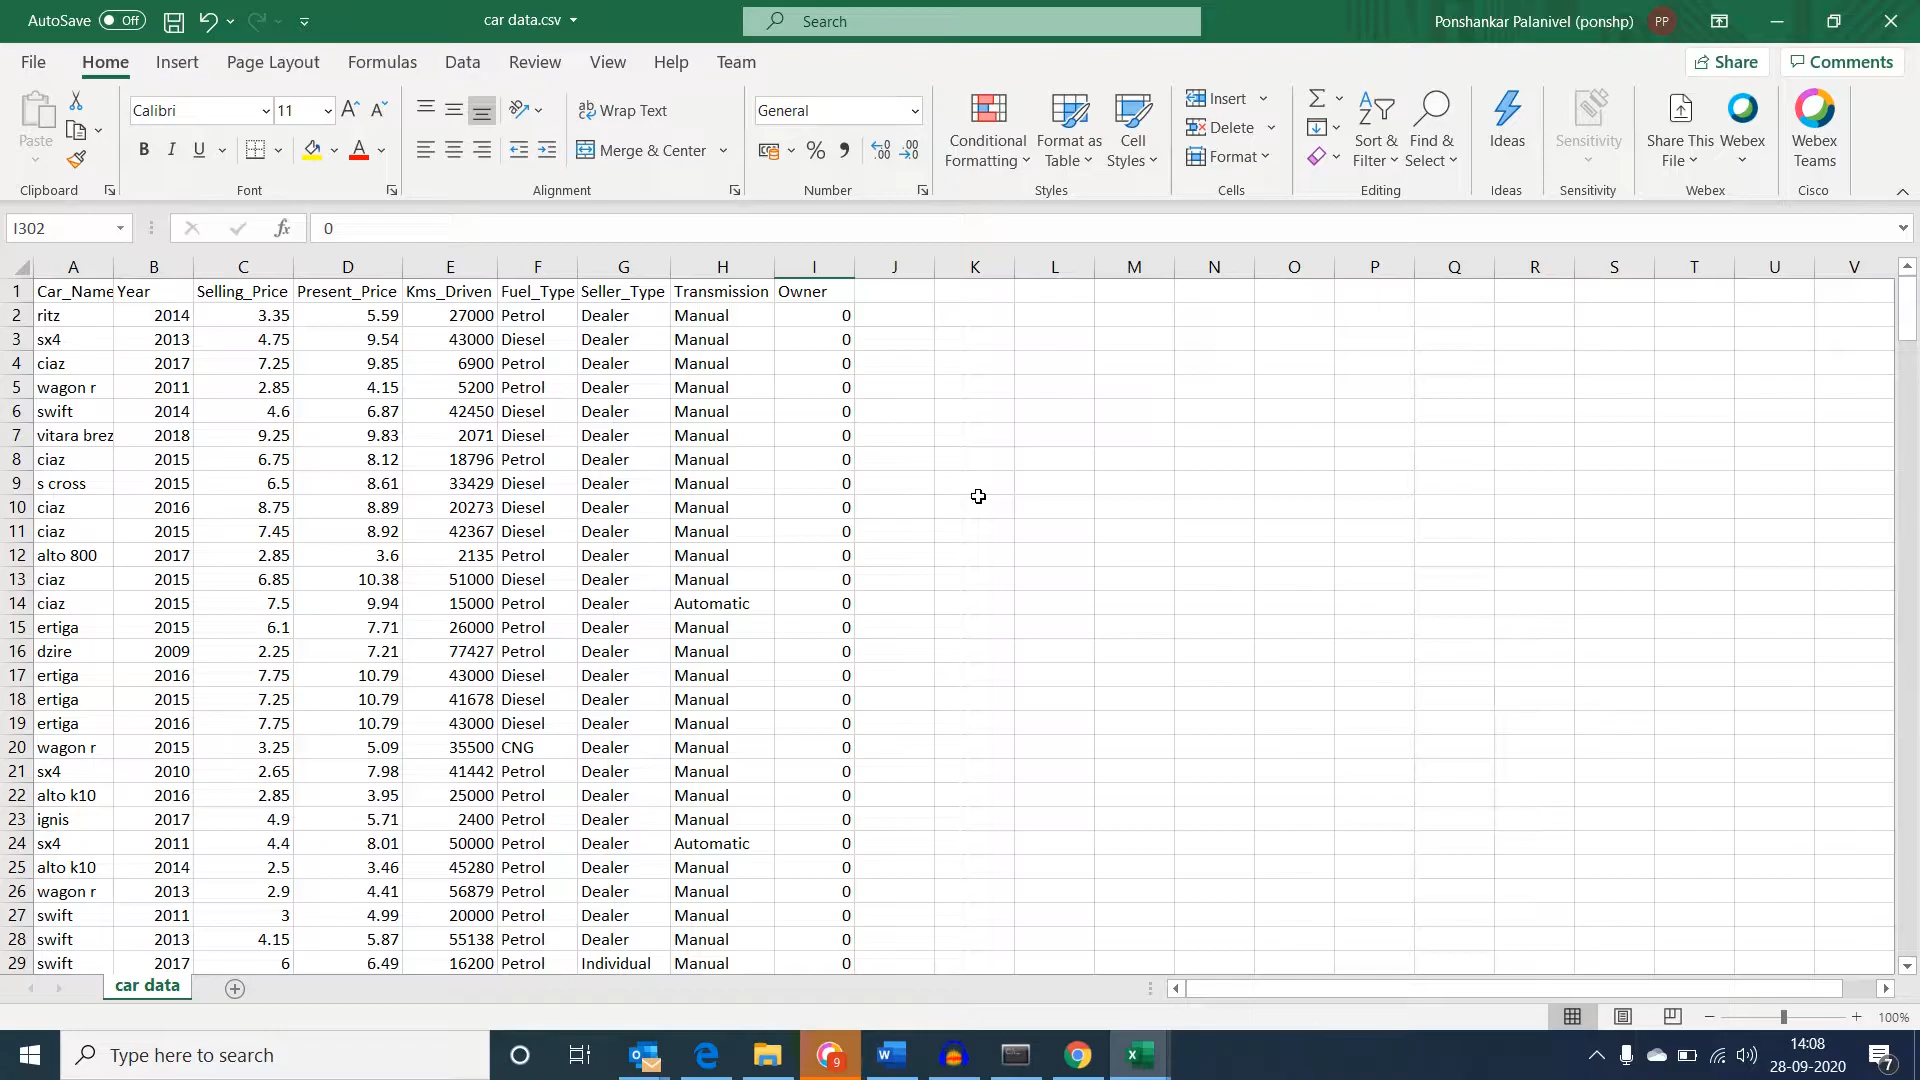 AutoSave Off car data.csv Search Ponshankar Palanivel (ponshp) PP
File Home Insert Page Layout Formulas Data Review View Help Team Share Comments
Paste
Clipboard
Calibri 11
B I U
Font
Wrap Text
Merge & Center
Alignment
General
Number
Conditional Formatting
Format as Table
Cell Styles
Styles
Insert
Delete
Format
Cells
Sort & Filter
Find & Select
Editing
Ideas
Ideas
Sensitivity
Sensitivity
Share This File
Webex
Webex
Webex Teams
Cisco
I302 fx 0
A B C D E F G H I J K L M N O P Q R S T U V
1 Car_Name Year Selling_Price Present_Price Kms_Driven Fuel_Type Seller_Type Transmission Owner
2 ritz 2014 3.35 5.59 27000 Petrol Dealer Manual 0
3 sx4 2013 4.75 9.54 43000 Diesel Dealer Manual 0
4 ciaz 2017 7.25 9.85 6900 Petrol Dealer Manual 0
5 wagon r 2011 2.85 4.15 5200 Petrol Dealer Manual 0
6 swift 2014 4.6 6.87 42450 Diesel Dealer Manual 0
7 vitara brez 2018 9.25 9.83 2071 Diesel Dealer Manual 0
8 ciaz 2015 6.75 8.12 18796 Petrol Dealer Manual 0
9 s cross 2015 6.5 8.61 33429 Diesel Dealer Manual 0
10 ciaz 2016 8.75 8.89 20273 Diesel Dealer Manual 0
11 ciaz 2015 7.45 8.92 42367 Diesel Dealer Manual 0
12 alto 800 2017 2.85 3.6 2135 Petrol Dealer Manual 0
13 ciaz 2015 6.85 10.38 51000 Diesel Dealer Manual 0
14 ciaz 2015 7.5 9.94 15000 Petrol Dealer Automatic 0
15 ertiga 2015 6.1 7.71 26000 Petrol Dealer Manual 0
16 dzire 2009 2.25 7.21 77427 Petrol Dealer Manual 0
17 ertiga 2016 7.75 10.79 43000 Diesel Dealer Manual 0
18 ertiga 2015 7.25 10.79 41678 Diesel Dealer Manual 0
19 ertiga 2016 7.75 10.79 43000 Diesel Dealer Manual 0
20 wagon r 2015 3.25 5.09 35500 CNG Dealer Manual 0
21 sx4 2010 2.65 7.98 41442 Petrol Dealer Manual 0
22 alto k10 2016 2.85 3.95 25000 Petrol Dealer Manual 0
23 ignis 2017 4.9 5.71 2400 Petrol Dealer Manual 0
24 sx4 2011 4.4 8.01 50000 Petrol Dealer Automatic 0
25 alto k10 2014 2.5 3.46 45280 Petrol Dealer Manual 0
26 wagon r 2013 2.9 4.41 56879 Petrol Dealer Manual 0
27 swift 2011 3 4.99 20000 Petrol Dealer Manual 0
28 swift 2013 4.15 5.87 55138 Petrol Dealer Manual 0
29 swift 2017 6 6.49 16200 Petrol Individual Manual 0
car data
100%
Type here to search 9 14:08
28-09-2020 7